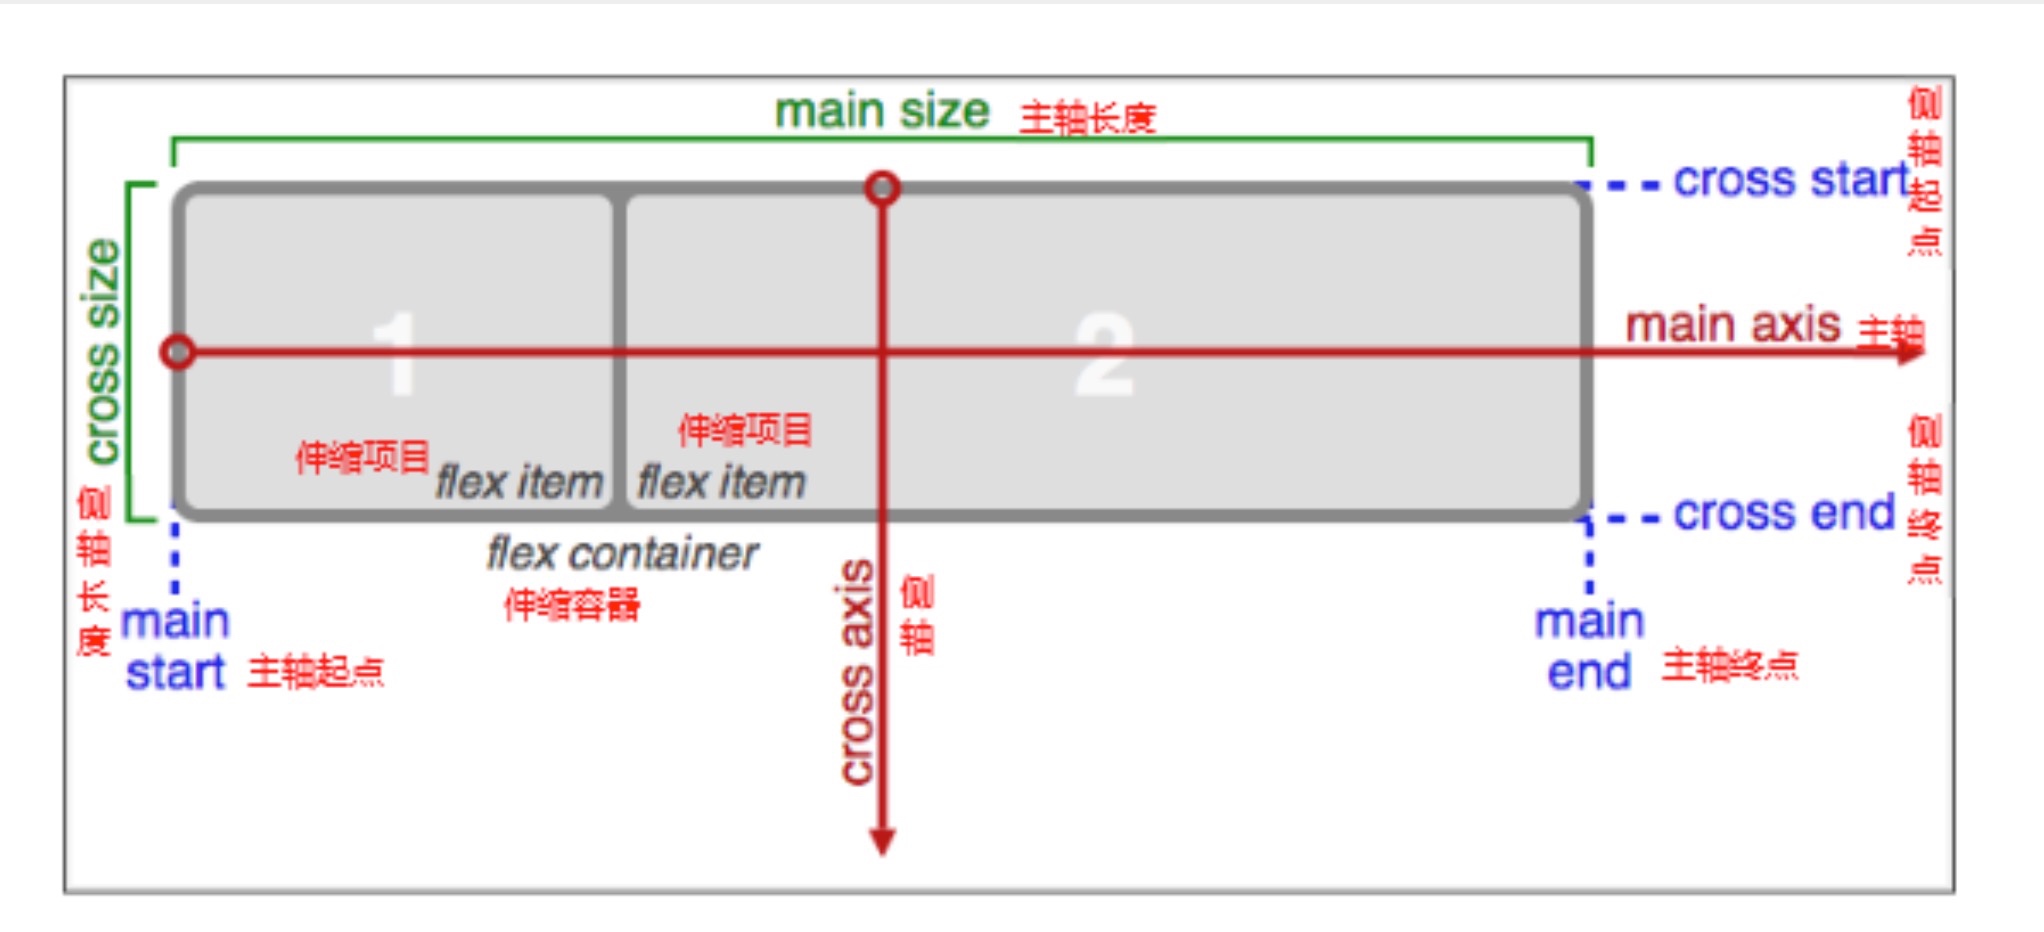 main size 主轴长度
cross start
侧轴起点
cross size
侧轴长度
1
2
main axis 主轴
伸缩项目
flex item
伸缩项目
flex item
cross end
侧轴终点
flex container
伸缩容器
cross axis
侧轴
main
start 主轴起点
main
end 主轴终点